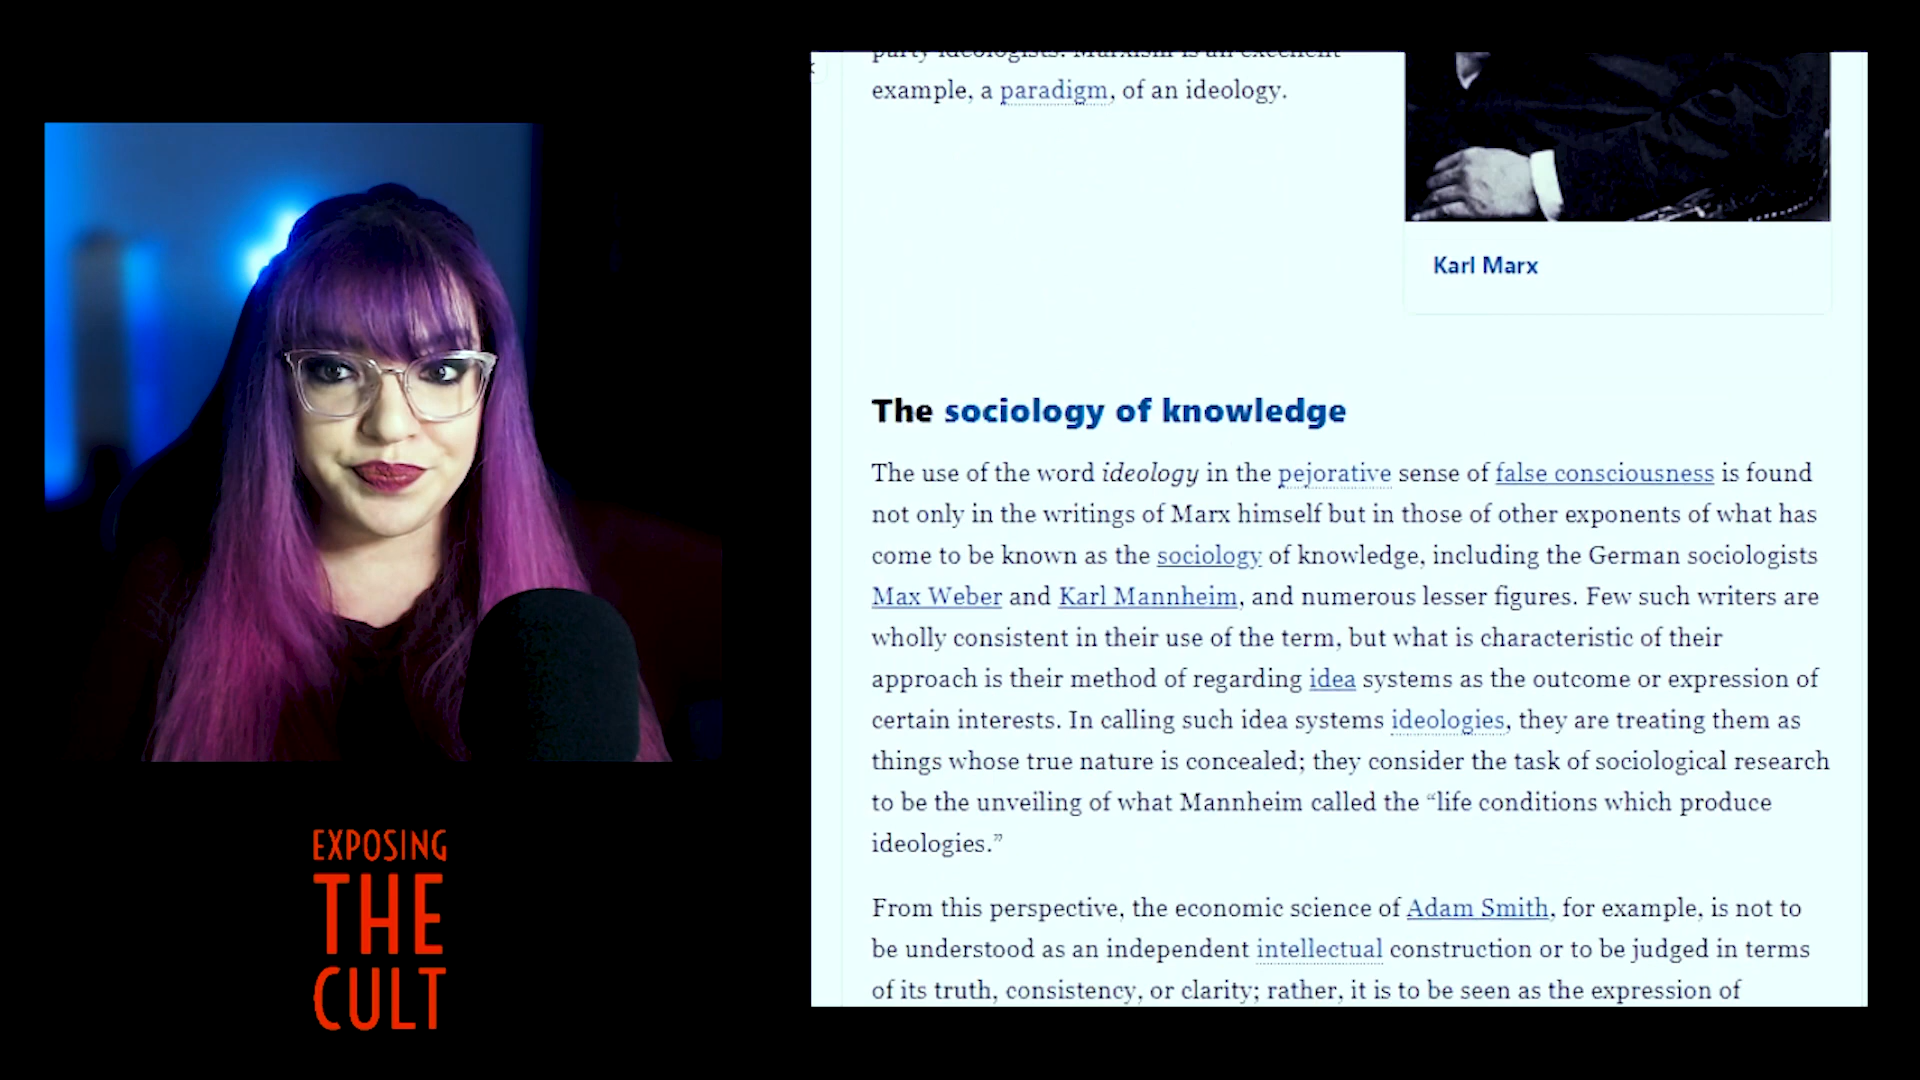 party ideologists. Marxism is an excellent
example, a paradigm, of an ideology.
Karl Marx
The sociology of knowledge
The use of the word ideology in the pejorative sense of false consciousness is found
not only in the writings of Marx himself but in those of other exponents of what has
come to be known as the sociology of knowledge, including the German sociologists
Max Weber and Karl Mannheim, and numerous lesser figures. Few such writers are
wholly consistent in their use of the term, but what is characteristic of their
approach is their method of regarding idea systems as the outcome or expression of
certain interests. In calling such idea systems ideologies, they are treating them as
things whose true nature is concealed; they consider the task of sociological research
to be the unveiling of what Mannheim called the “life conditions which produce
ideologies.”
From this perspective, the economic science of Adam Smith, for example, is not to
be understood as an independent intellectual construction or to be judged in terms
of its truth, consistency, or clarity; rather, it is to be seen as the expression of
EXPOSING
THE
CULT